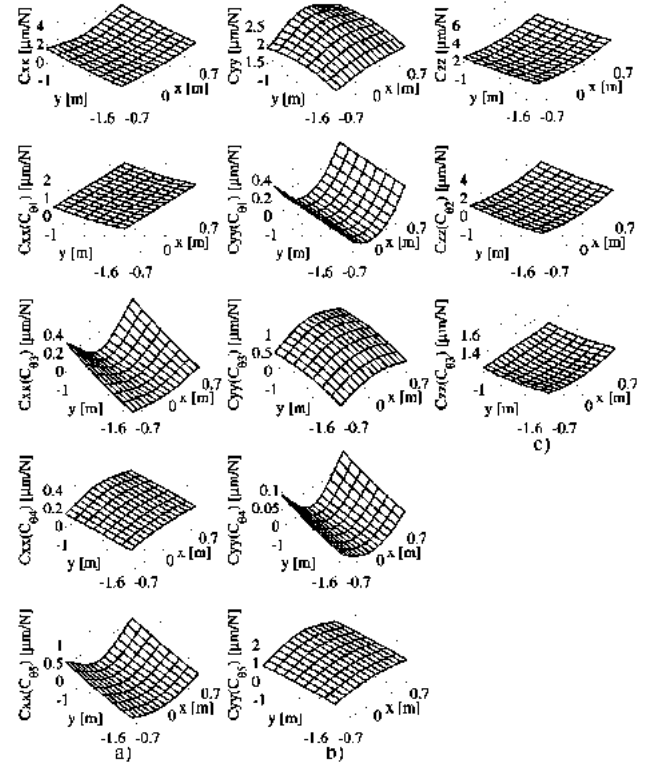 Cxx [μm/N]
4
2
0
-1
y [m]
-1.6 -0.7
0
x [m]
0.7
Cyy [μm/N]
2.5
2
1.5
-1
y [m]
-1.6 -0.7
0
x [m]
0.7
Czz [μm/N]
6
4
2
-1
y [m]
-1.6 -0.7
0
x [m]
0.7
Cxx(Cθ1) [μm/N]
2
1
0
-1
y [m]
-1.6 -0.7
0
x [m]
0.7
Cyy(Cθ1) [μm/N]
0.4
0.2
0
-1
y [m]
-1.6 -0.7
0
x [m]
0.7
Czz(Cθ2) [μm/N]
4
2
0
-1
y [m]
-1.6 -0.7
0
x [m]
0.7
Cxx(Cθ3) [μm/N]
0.4
0.2
0
-1
y [m]
-1.6 -0.7
0
x [m]
0.7
Cyy(Cθ3) [μm/N]
1
0.5
0
-1
y [m]
-1.6 -0.7
0
x [m]
0.7
Czz(Cθ3) [μm/N]
1.6
1.4
-1
y [m]
-1.6 -0.7
0
x [m]
0.7
c)
Cxx(Cθ4) [μm/N]
0.4
0.2
0
-1
y [m]
-1.6 -0.7
0
x [m]
0.7
Cyy(Cθ4) [μm/N]
0.1
0.05
0
-1
y [m]
-1.6 -0.7
0
x [m]
0.7
Cxx(Cθ5) [μm/N]
1
0.5
0
-1
y [m]
-1.6 -0.7
0
x [m]
0.7
a)
Cyy(Cθ5) [μm/N]
2
1
0
-1
y [m]
-1.6 -0.7
0
x [m]
0.7
b)